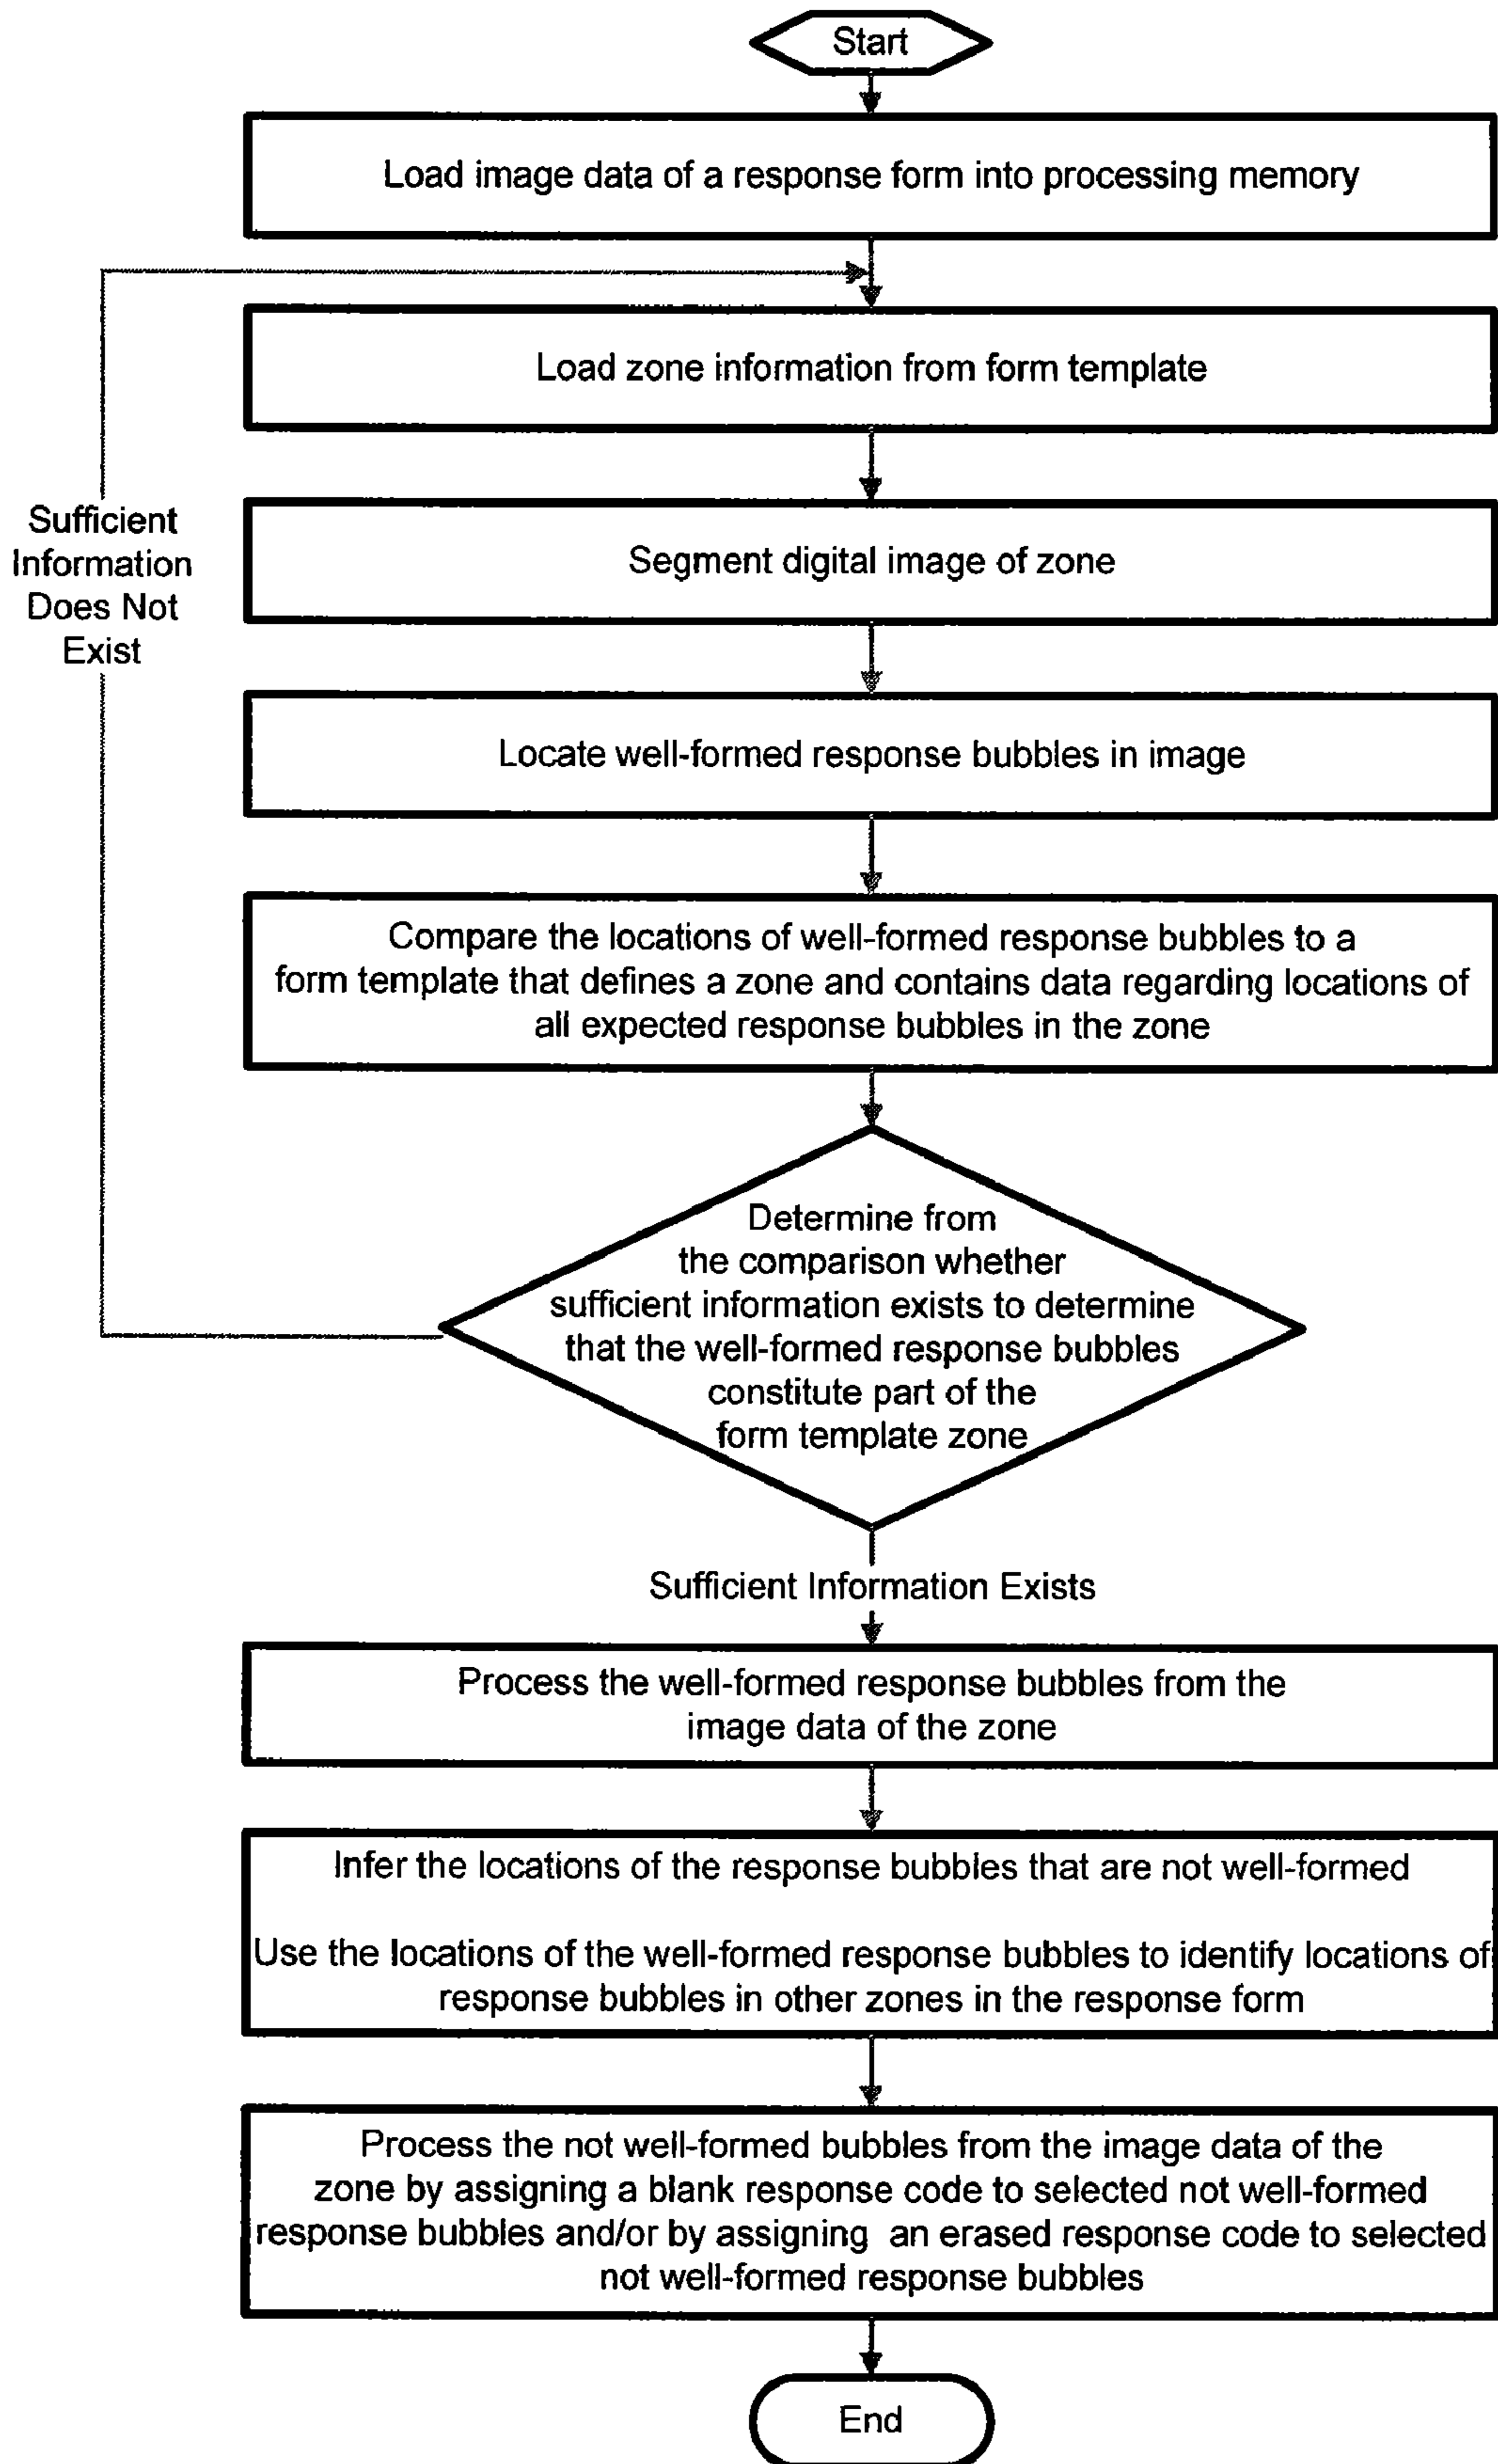 Start
Load image data of a response form into processing memory
Load zone information from form template
Sufficient
Information
Does Not
Exist
Segment digital image of zone
Locate well-formed response bubbles in image
Compare the locations of well-formed response bubbles to a
form template that defines a zone and contains data regarding locations of
all expected response bubbles in the zone
Determine from
the comparison whether
sufficient information exists to determine
that the well-formed response bubbles
constitute part of the
form template zone
Sufficient Information Exists
Process the well-formed response bubbles from the
image data of the zone
Infer the locations of the response bubbles that are not well-formed
Use the locations of the well-formed response bubbles to identify locations of
response bubbles in other zones in the response form
Process the not well-formed bubbles from the image data of the
zone by assigning a blank response code to selected not well-formed
response bubbles and/or by assigning an erased response code to selected
not well-formed response bubbles
End